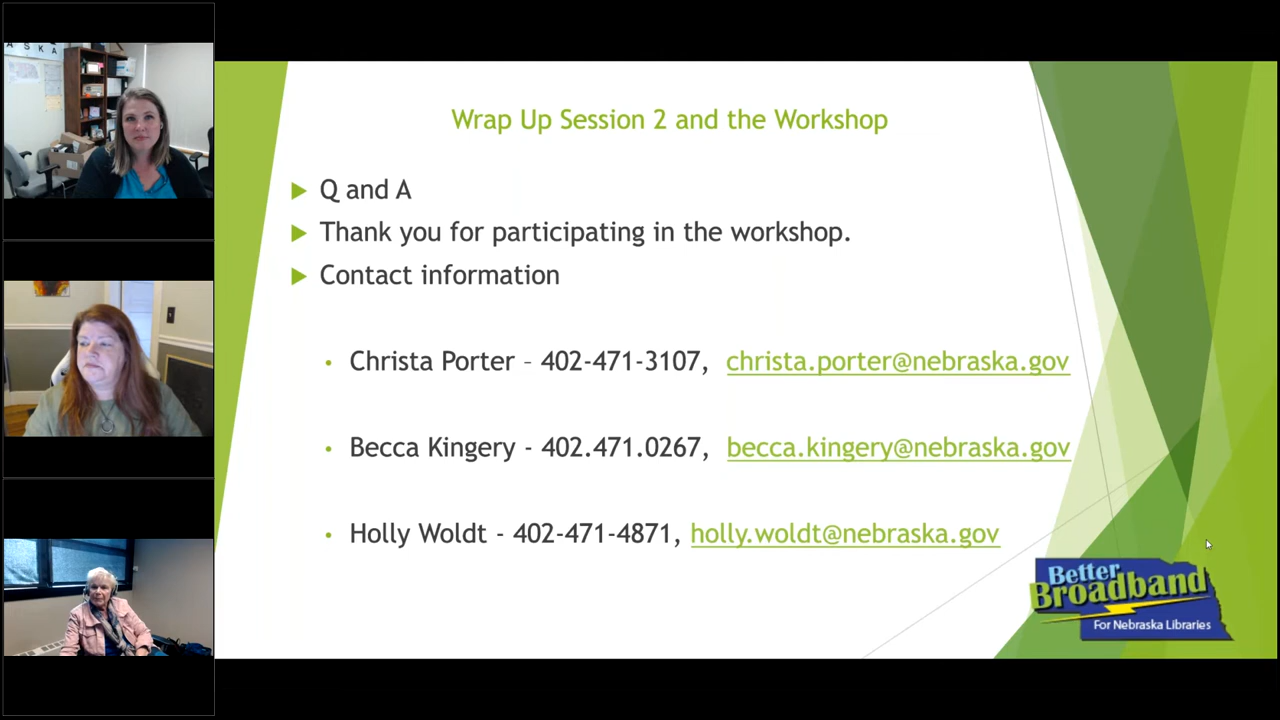 ASKA
Wrap Up Session 2 and the Workshop
Q and A
Thank you for participating in the workshop.
Contact information
Christa Porter – 402-471-3107, christa.porter@nebraska.gov
Becca Kingery - 402.471.0267, becca.kingery@nebraska.gov
Holly Woldt - 402-471-4871, holly.woldt@nebraska.gov
Better
Broadband
For Nebraska Libraries